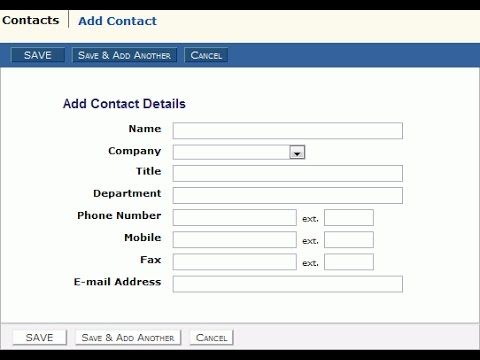 Contacts Add Contact
SAVE Save & Add Another Cancel
Add Contact Details
Name
Company
Title
Department
Phone Number ext.
Mobile ext.
Fax ext.
E-mail Address
SAVE Save & Add Another Cancel